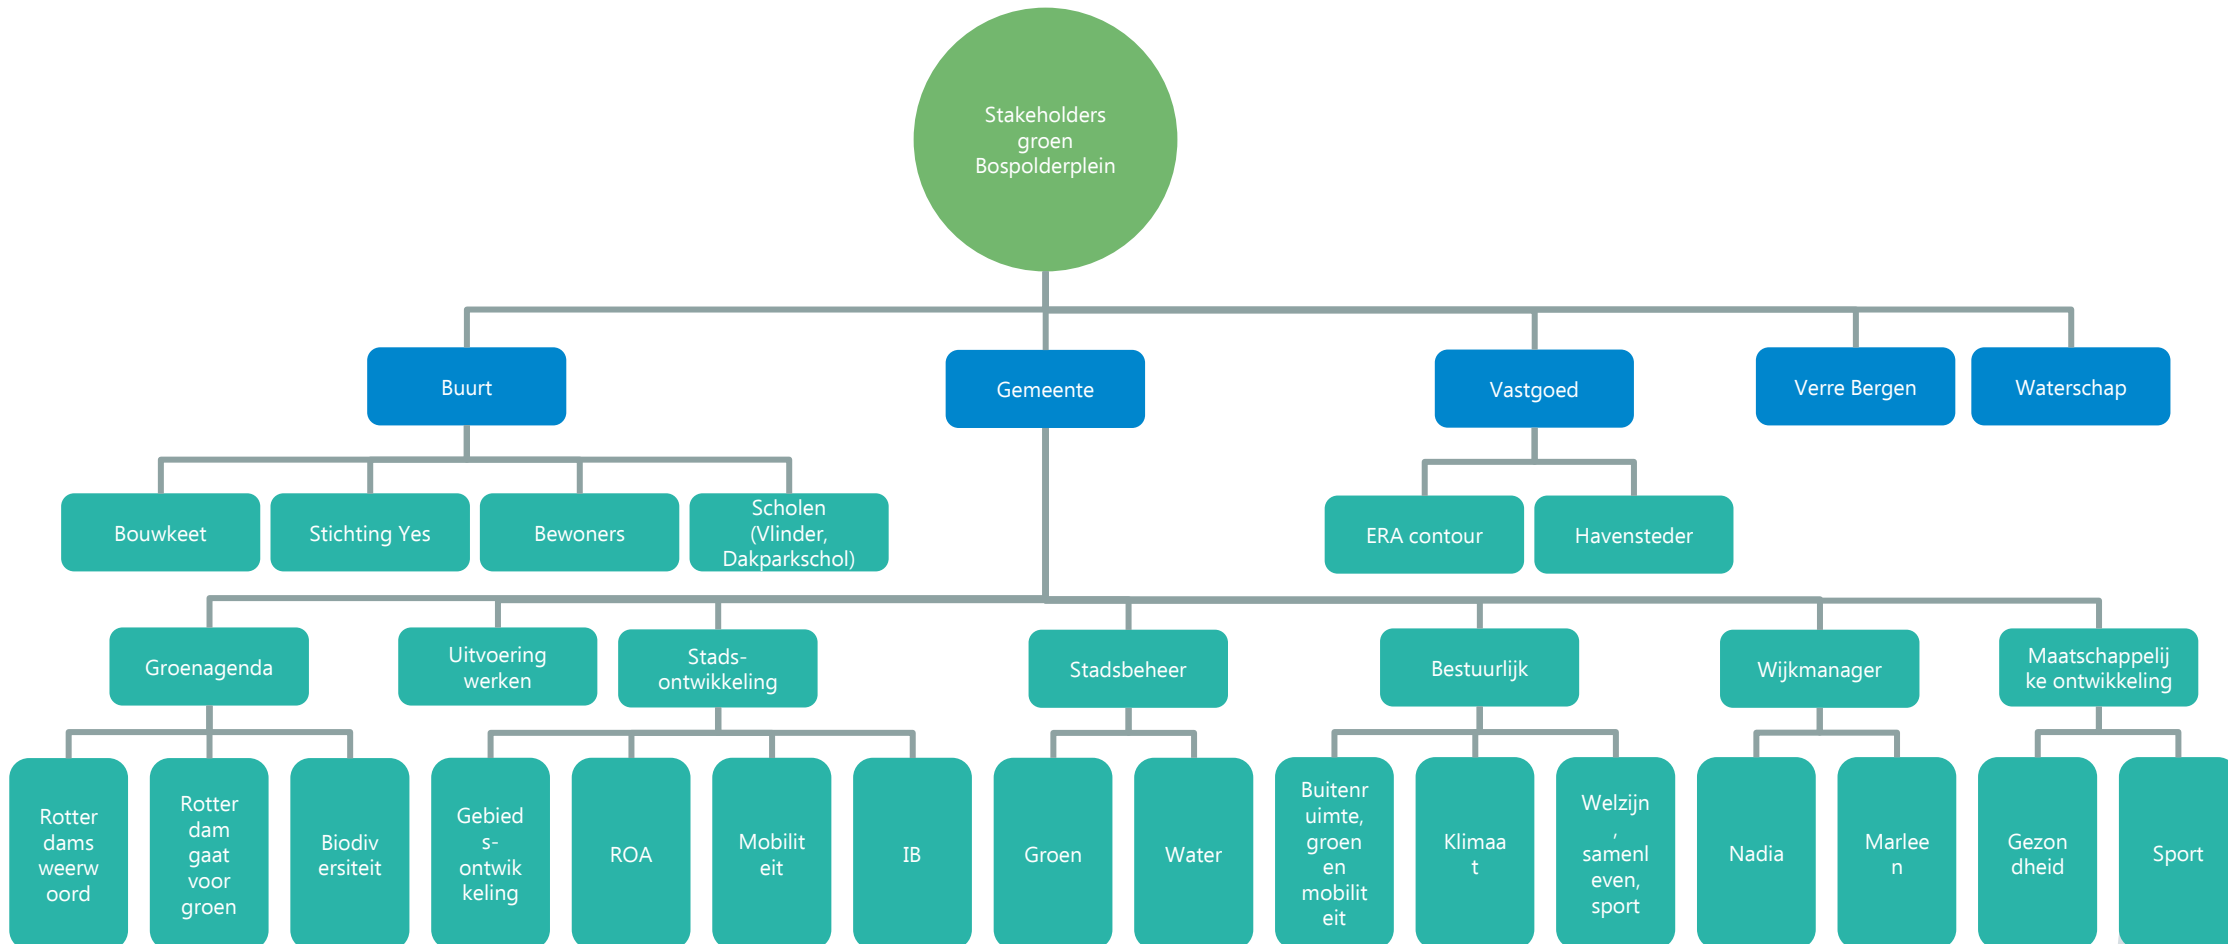 Stakeholders
groen
Bospolderplein
Buurt
Gemeente
Vastgoed
Verre Bergen
Waterschap
Bouwkeet
Stichting Yes
Bewoners
Scholen
(Vlinder,
Dakparkschol)
ERA contour
Havensteder
Groenagenda
Uitvoering
werken
Stads-
ontwikkeling
Stadsbeheer
Bestuurlijk
Wijkmanager
Maatschappelij
ke ontwikkeling
Rotter
dams
weerw
oord
Rotter
dam
gaat
voor
groen
Biodiv
ersiteit
Gebied
s-
ontwik
keling
ROA
Mobilit
eit
IB
Groen
Water
Buitenr
uimte,
groen
en
mobilit
eit
Klimaa
t
Welzijn
,
samenl
even,
sport
Nadia
Marlee
n
Gezon
dheid
Sport